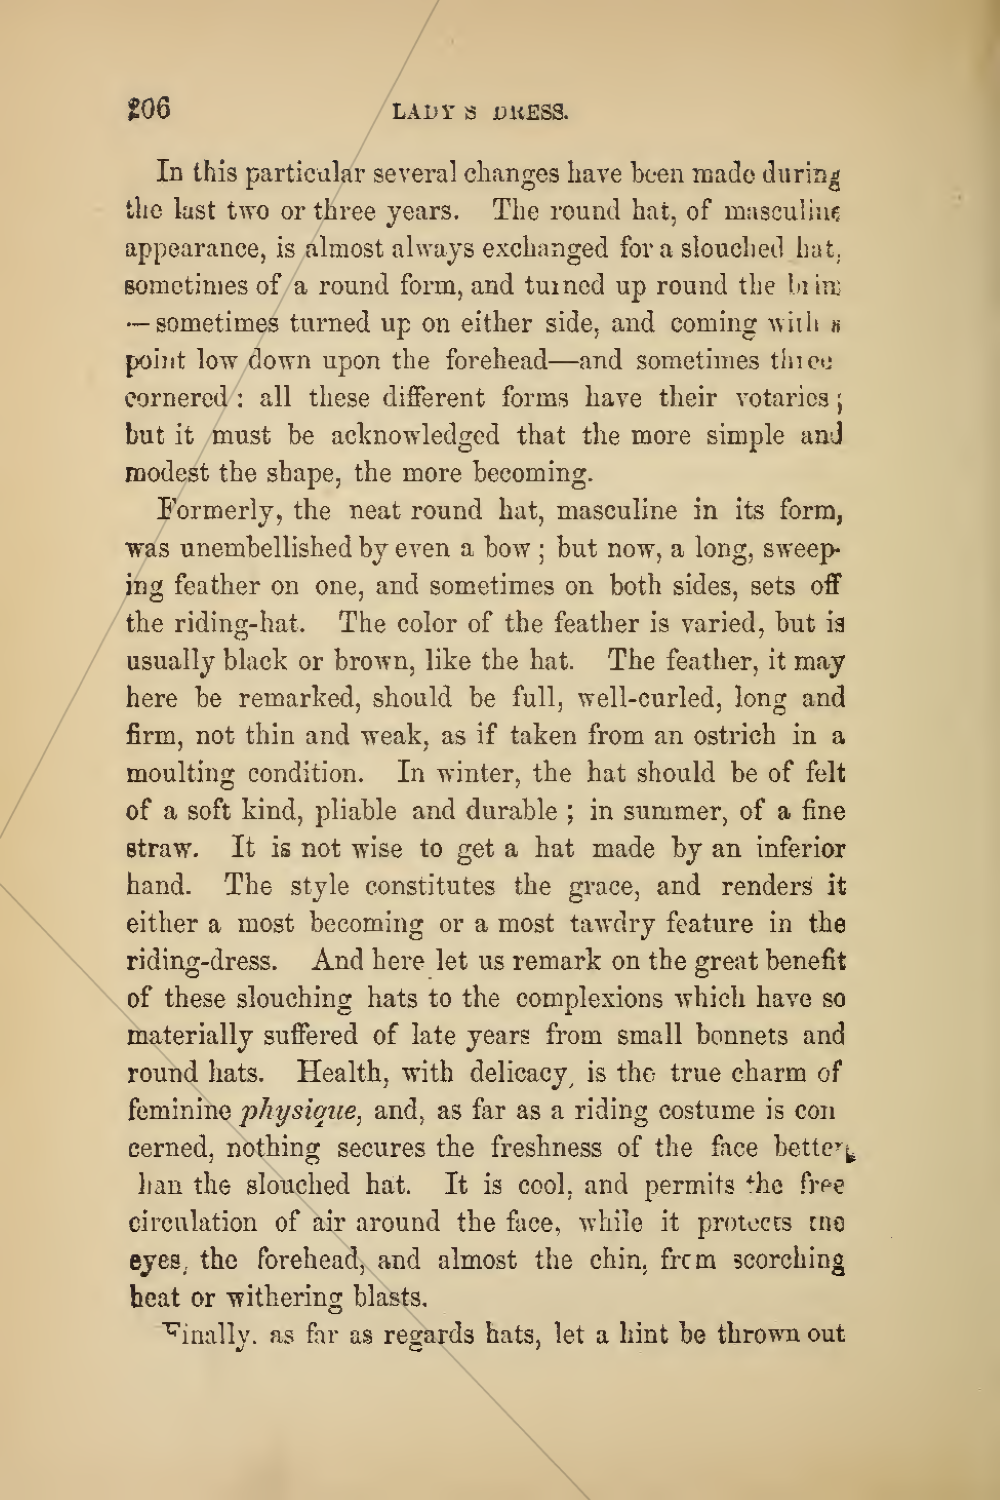 206 LADY'S DRESS.
In this particular several changes have been made during
the last two or three years. The round hat, of masculine
appearance, is almost always exchanged for a slouched hat,
sometimes of a round form, and turned up round the brim
— sometimes turned up on either side, and coming with a
point low down upon the forehead—and sometimes three
cornered : all these different forms have their votaries ;
but it must be acknowledged that the more simple and
modest the shape, the more becoming.
Formerly, the neat round hat, masculine in its form,
was unembellished by even a bow ; but now, a long, sweep-
ing feather on one, and sometimes on both sides, sets off
the riding-hat. The color of the feather is varied, but is
usually black or brown, like the hat. The feather, it may
here be remarked, should be full, well-curled, long and
firm, not thin and weak, as if taken from an ostrich in a
moulting condition. In winter, the hat should be of felt
of a soft kind, pliable and durable ; in summer, of a fine
straw. It is not wise to get a hat made by an inferior
hand. The style constitutes the grace, and renders it
either a most becoming or a most tawdry feature in the
riding-dress. And here let us remark on the great benefit
of these slouching hats to the complexions which have so
materially suffered of late years from small bonnets and
round hats. Health, with delicacy, is the true charm of
feminine physique, and, as far as a riding costume is con
cerned, nothing secures the freshness of the face better
han the slouched hat. It is cool, and permits the free
circulation of air around the face, while it protects the
eyes, the forehead, and almost the chin, from scorching
heat or withering blasts.
Finally. as far as regards hats, let a hint be thrown out